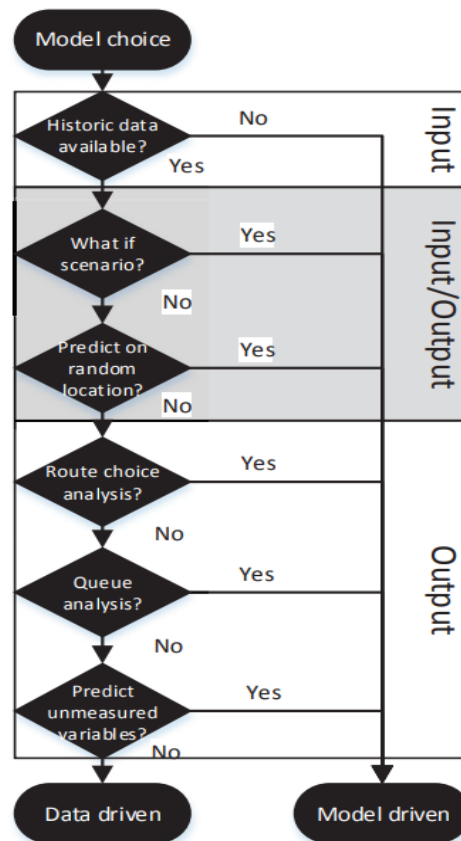 Model choice
Historic data
available?
No
Yes
Input
What if
scenario?
Yes
No
Predict on
random
location?
Yes
No
Input/Output
Route choice
analysis?
Yes
No
Queue
analysis?
Yes
No
Predict
unmeasured
variables?
Yes
No
Output
Data driven
Model driven